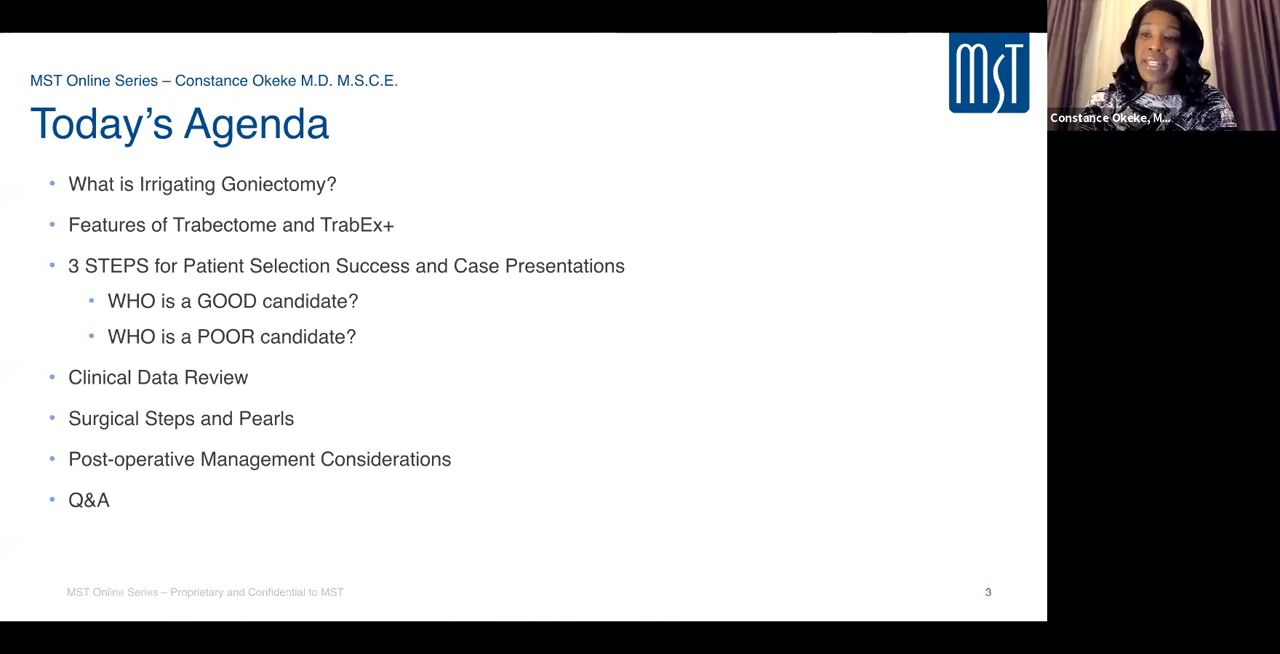 MST Online Series – Constance Okeke M.D. M.S.C.E.
Today's Agenda
MST
Constance Okeke, M...
• What is Irrigating Goniectomy?
• Features of Trabectome and TrabEx+
• 3 STEPS for Patient Selection Success and Case Presentations
• WHO is a GOOD candidate?
• WHO is a POOR candidate?
• Clinical Data Review
• Surgical Steps and Pearls
• Post-operative Management Considerations
• Q&A
MST Online Series – Proprietary and Confidential to MST
3